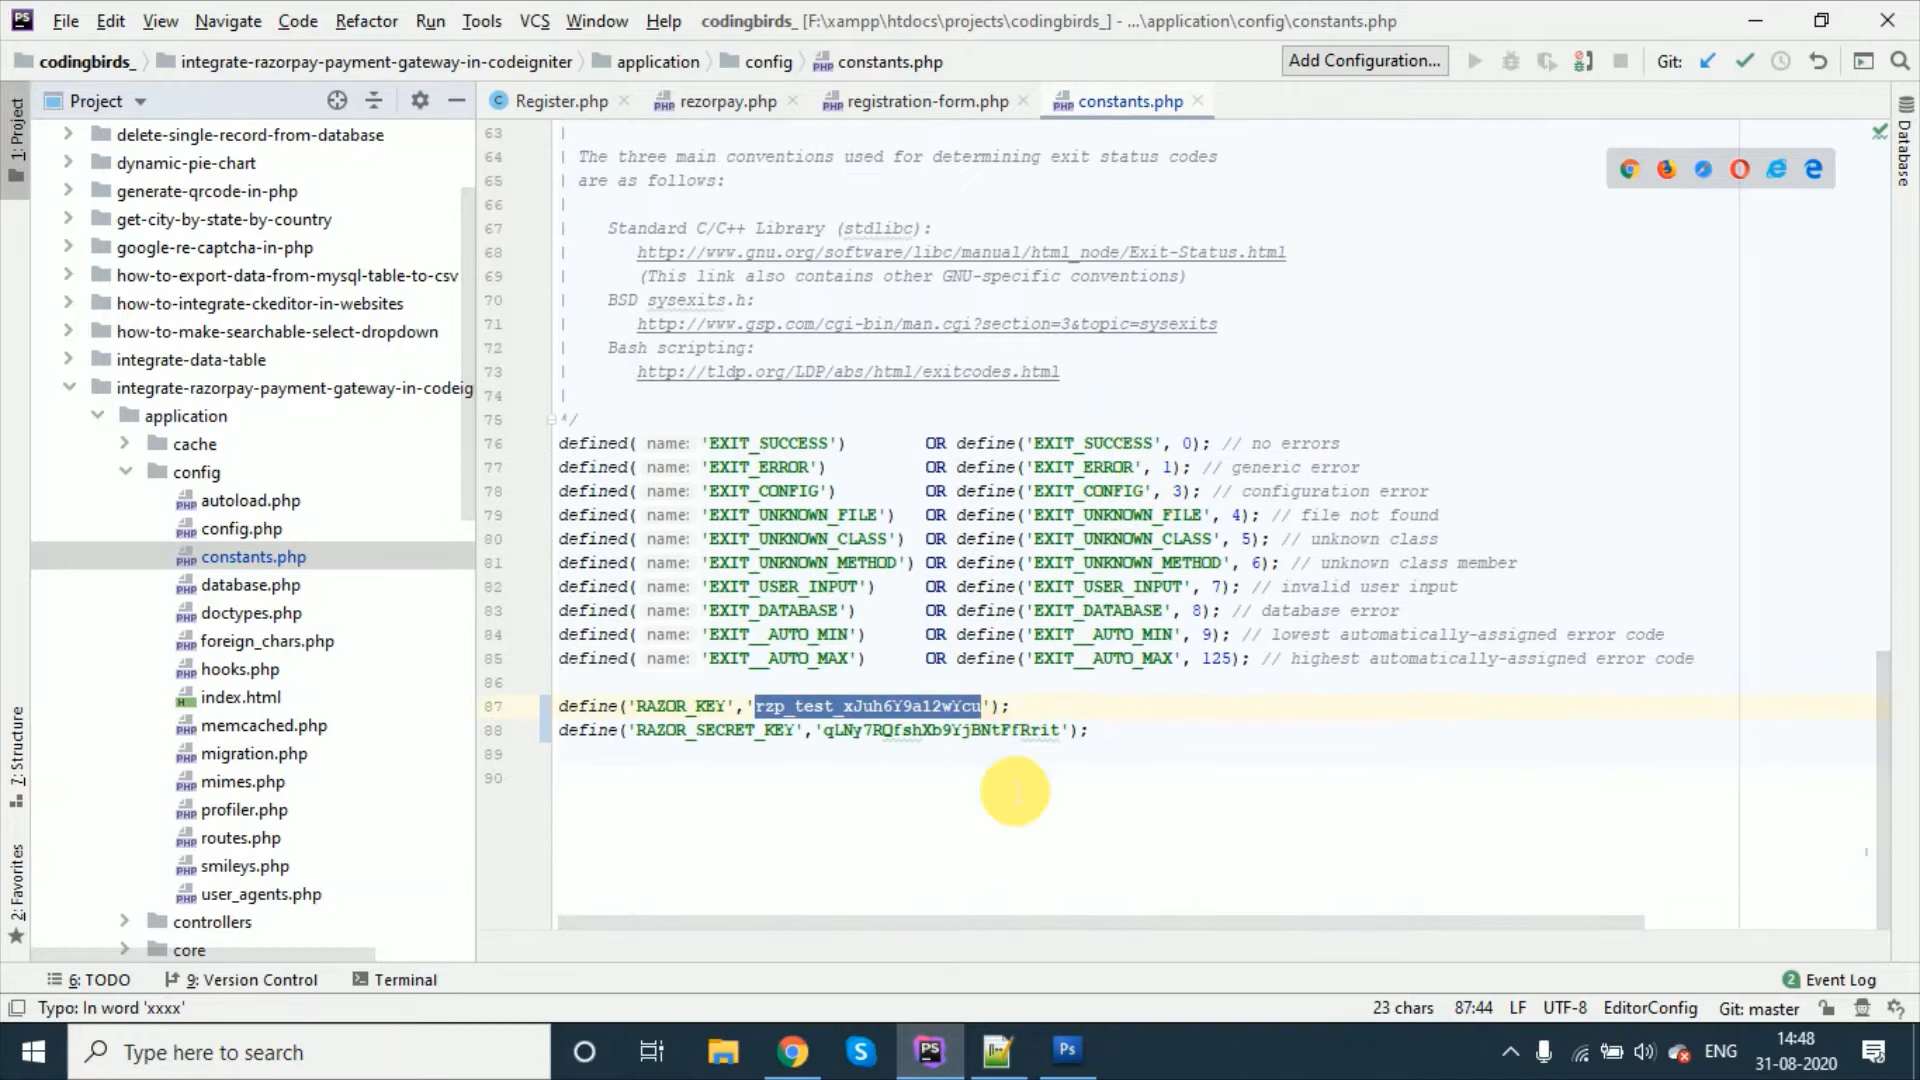 PS File Edit View Navigate Code Refactor Run Tools VCS Window Help codingbirds_ [F:\xampp\htdocs\projects\codingbirds_] - ...\application\config\constants.php
codingbirds_ integrate-razorpay-payment-gateway-in-codeigniter application config constants.php Add Configuration... Git:
Project Register.php rezorpay.php registration-form.php constants.php
1: Project
7: Structure
2: Favorites
Database
delete-single-record-from-database
dynamic-pie-chart
generate-qrcode-in-php
get-city-by-state-by-country
google-re-captcha-in-php
how-to-export-data-from-mysql-table-to-csv
how-to-integrate-ckeditor-in-websites
how-to-make-searchable-select-dropdown
integrate-data-table
integrate-razorpay-payment-gateway-in-codeig
application
cache
config
autoload.php
config.php
constants.php
database.php
doctypes.php
foreign_chars.php
hooks.php
index.html
memcached.php
migration.php
mimes.php
profiler.php
routes.php
smileys.php
user_agents.php
controllers
core
63 |
64 | The three main conventions used for determining exit status codes
65 | are as follows:
66 |
67 | Standard C/C++ Library (stdlibc):
68 | http://www.gnu.org/software/libc/manual/html_node/Exit-Status.html
69 | (This link also contains other GNU-specific conventions)
70 | BSD sysexits.h:
71 | http://www.gsp.com/cgi-bin/man.cgi?section=3&topic=sysexits
72 | Bash scripting:
73 | http://tldp.org/LDP/abs/html/exitcodes.html
74 |
75 */
76 defined( name: 'EXIT_SUCCESS') OR define('EXIT_SUCCESS', 0); // no errors
77 defined( name: 'EXIT_ERROR') OR define('EXIT_ERROR', 1); // generic error
78 defined( name: 'EXIT_CONFIG') OR define('EXIT_CONFIG', 3); // configuration error
79 defined( name: 'EXIT_UNKNOWN_FILE') OR define('EXIT_UNKNOWN_FILE', 4); // file not found
80 defined( name: 'EXIT_UNKNOWN_CLASS') OR define('EXIT_UNKNOWN_CLASS', 5); // unknown class
81 defined( name: 'EXIT_UNKNOWN_METHOD') OR define('EXIT_UNKNOWN_METHOD', 6); // unknown class member
82 defined( name: 'EXIT_USER_INPUT') OR define('EXIT_USER_INPUT', 7); // invalid user input
83 defined( name: 'EXIT_DATABASE') OR define('EXIT_DATABASE', 8); // database error
84 defined( name: 'EXIT__AUTO_MIN') OR define('EXIT__AUTO_MIN', 9); // lowest automatically-assigned error code
85 defined( name: 'EXIT__AUTO_MAX') OR define('EXIT__AUTO_MAX', 125); // highest automatically-assigned error code
86
87 define('RAZOR_KEY','rzp_test_xJuh6Y9a12wYcu');
88 define('RAZOR_SECRET_KEY','qLNy7RQfshXb9YjBNtFfRrit');
89
90
6: TODO 9: Version Control Terminal 2 Event Log
Typo: In word 'xxxx' 23 chars 87:44 LF UTF-8 EditorConfig Git: master
Type here to search ENG 14:48
31-08-2020